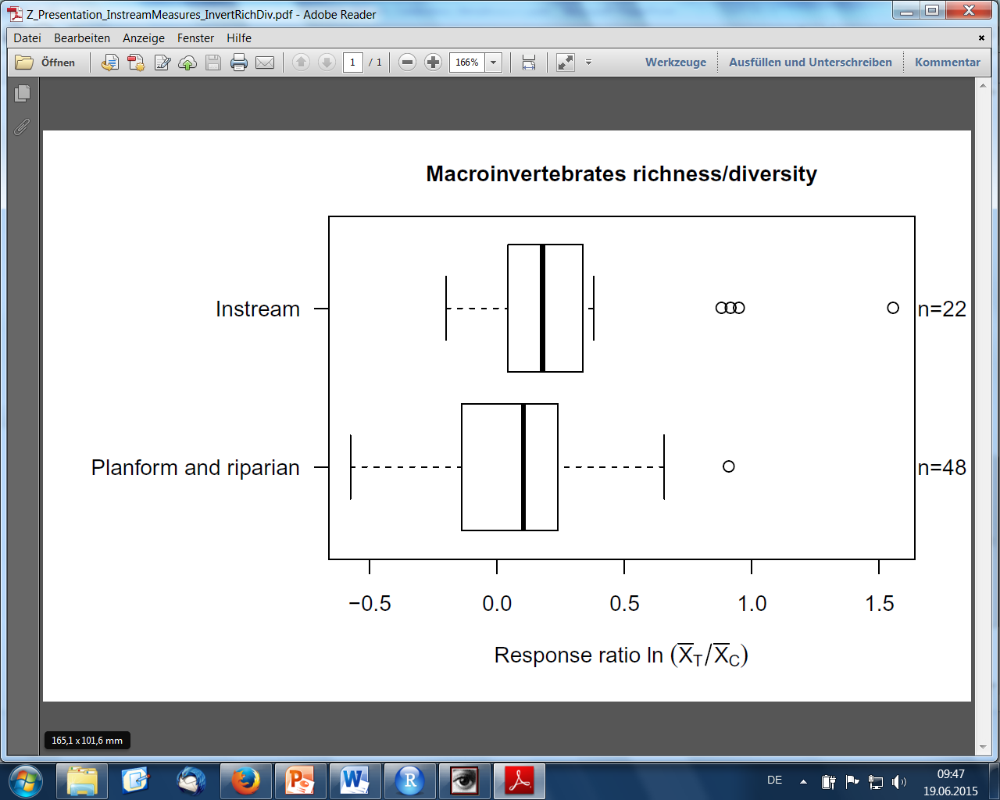 Z_Presentation_InstreamMeasures_InvertRichDiv.pdf - Adobe Reader
Datei Bearbeiten Anzeige Fenster Hilfe
Öffnen 1 / 1 166% Werkzeuge Ausfüllen und Unterschreiben Kommentar
Macroinvertebrates richness/diversity
Instream n=22
Planform and riparian n=48
−0.5 0.0 0.5 1.0 1.5
Response ratio ln (X̅T/X̅C)
165,1 x 101,6 mm
DE 09:47
19.06.2015